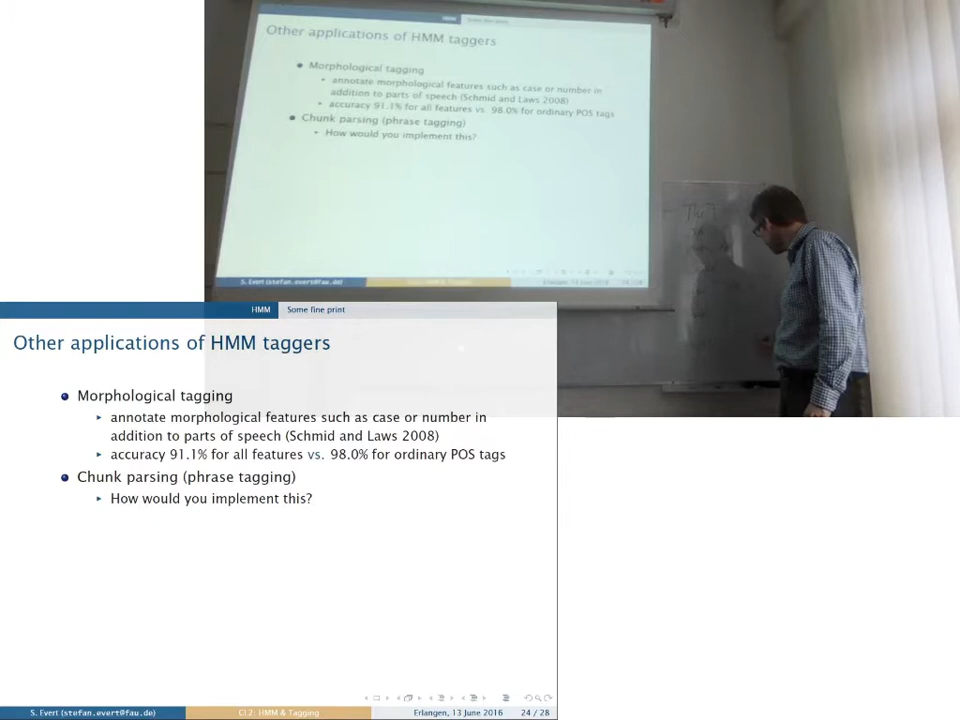 Other applications of HMM taggers
Morphological tagging
annotate morphological features such as case or number in
addition to parts of speech (Schmid and Laws 2008)
accuracy 91.1% for all features vs. 98.0% for ordinary POS tags
Chunk parsing (phrase tagging)
How would you implement this?
HMM Some fine print
Other applications of HMM taggers
Morphological tagging
annotate morphological features such as case or number in
addition to parts of speech (Schmid and Laws 2008)
accuracy 91.1% for all features vs. 98.0% for ordinary POS tags
Chunk parsing (phrase tagging)
How would you implement this?
S. Evert (stefan.evert@fau.de) CI2: HMM & Tagging Erlangen, 13 June 2016 24 / 28